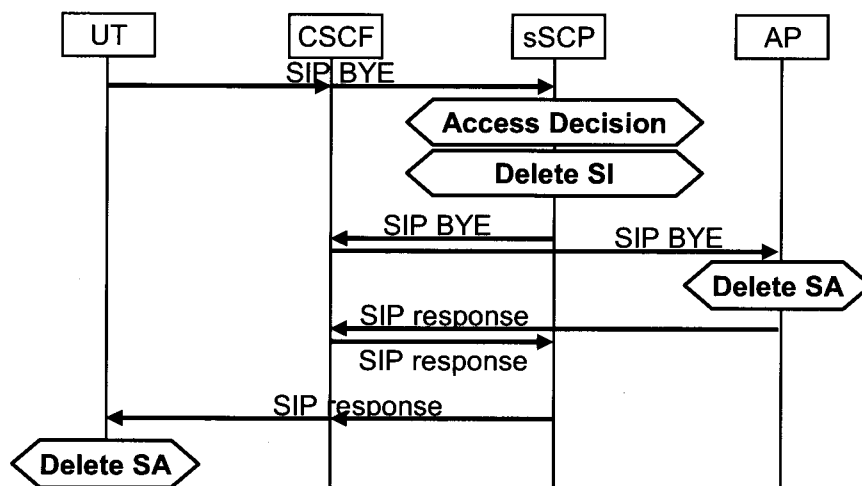 UT CSCF sSCP AP
SIP BYE
Access Decision
Delete SI
SIP BYE
SIP BYE
Delete SA
SIP response
SIP response
SIP response
Delete SA